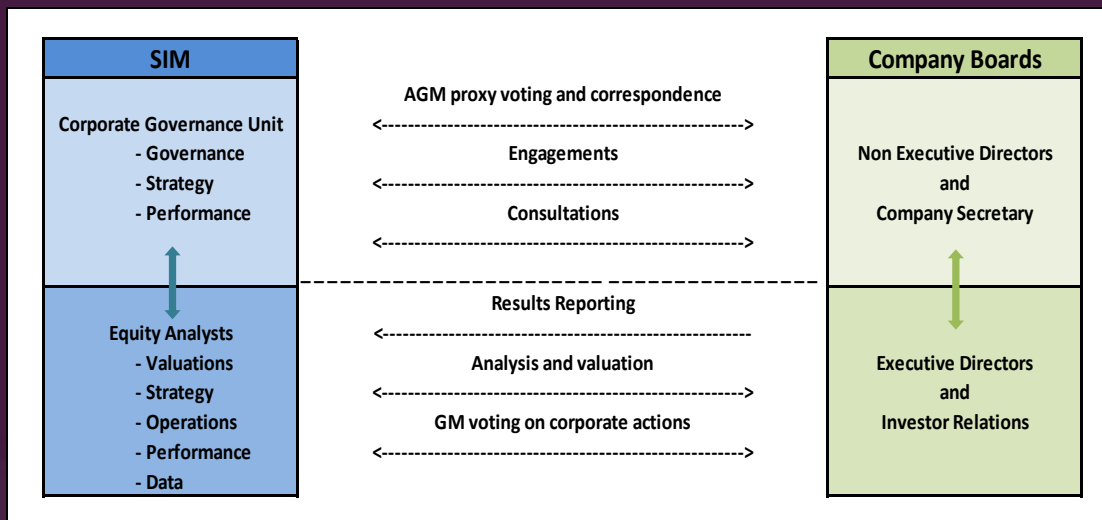 SIM
Corporate Governance Unit
- Governance
- Strategy
- Performance
Equity Analysts
- Valuations
- Strategy
- Operations
- Performance
- Data
AGM proxy voting and correspondence
Engagements
Consultations
Results Reporting
Analysis and valuation
GM voting on corporate actions
Company Boards
Non Executive Directors
and
Company Secretary
Executive Directors
and
Investor Relations